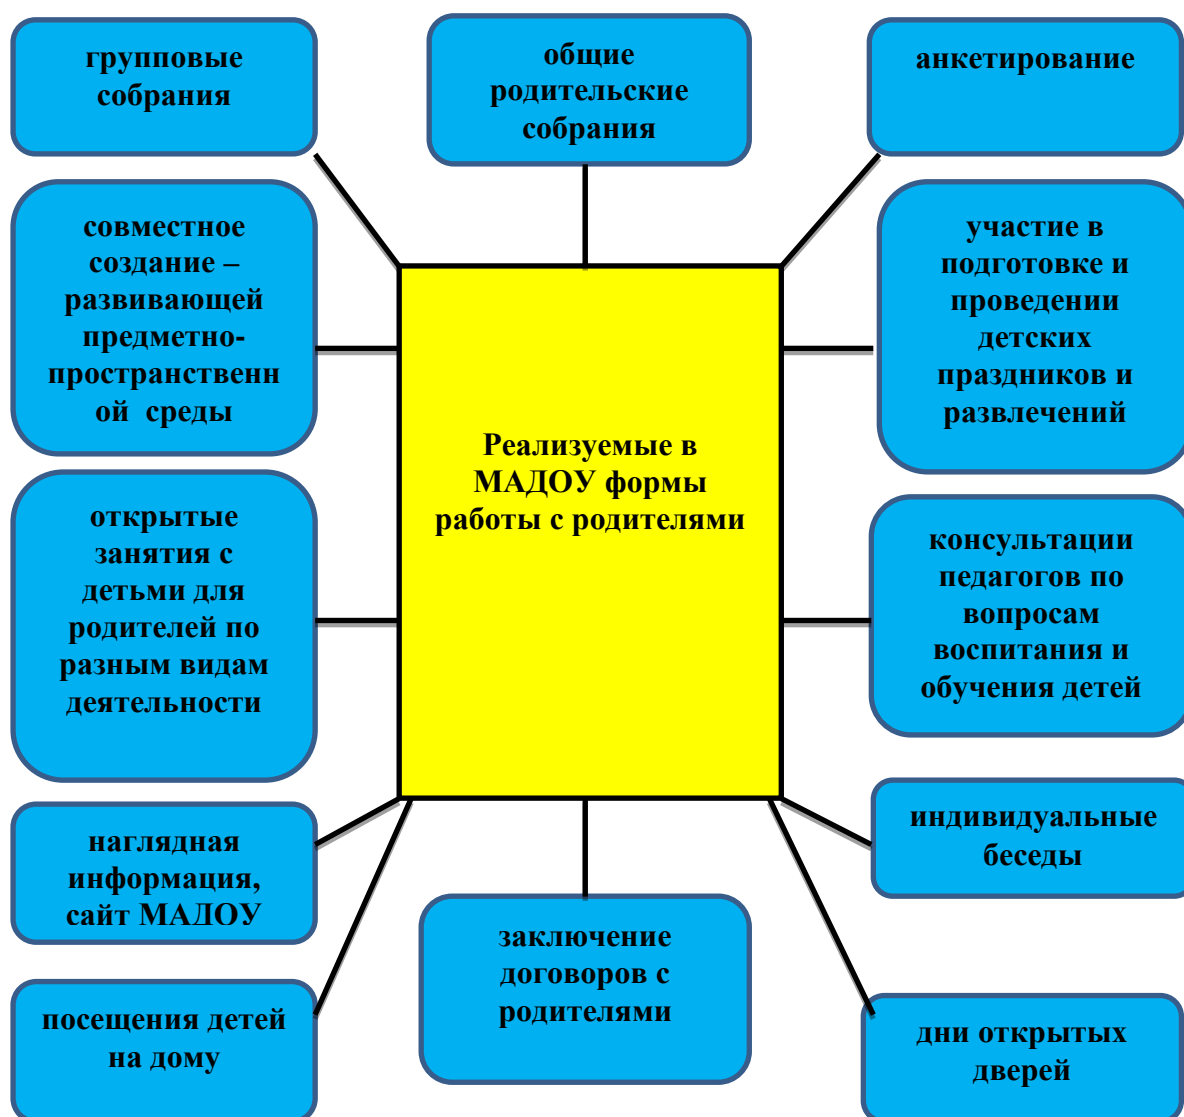 групповые
собрания
общие
родительские
собрания
анкетирование
совместное
создание –
развивающей
предметно-
пространственн
ой среды
участие в
подготовке и
проведении
детских
праздников и
развлечений
Реализуемые в
МАДОУ формы
работы с родителями
открытые
занятия с
детьми для
родителей по
разным видам
деятельности
консультации
педагогов по
вопросам
воспитания и
обучения детей
наглядная
информация,
сайт МАДОУ
индивидуальные
беседы
заключение
договоров с
родителями
посещения детей
на дому
дни открытых
дверей